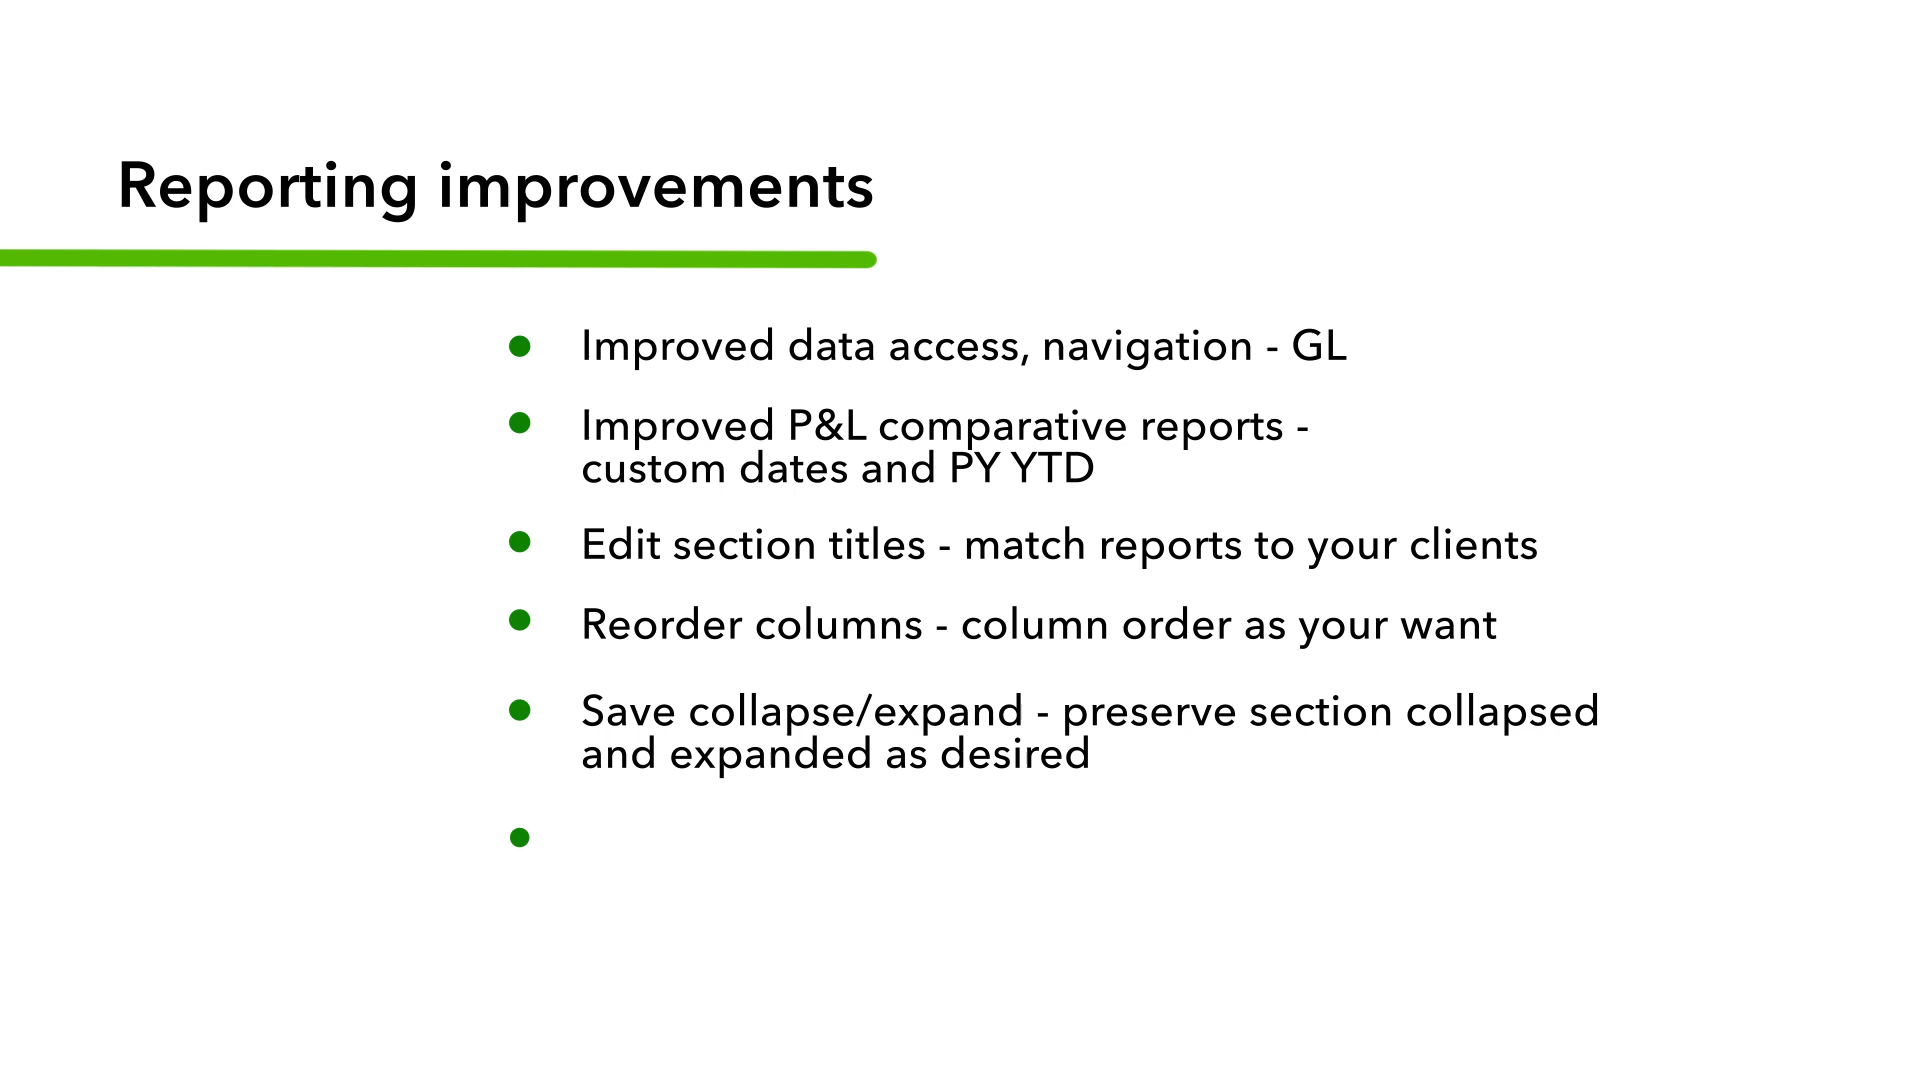 Reporting improvements
Improved data access, navigation - GL
Improved P&L comparative reports -
custom dates and PY YTD
Edit section titles - match reports to your clients
Reorder columns - column order as your want
Save collapse/expand - preserve section collapsed
and expanded as desired